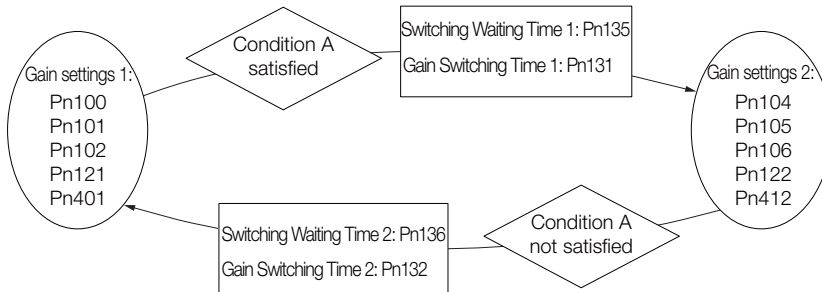 Condition A
satisfied
Switching Waiting Time 1: Pn135
Gain Switching Time 1: Pn131
Gain settings 1:
Pn100
Pn101
Pn102
Pn121
Pn401
Gain settings 2:
Pn104
Pn105
Pn106
Pn122
Pn412
Switching Waiting Time 2: Pn136
Gain Switching Time 2: Pn132
Condition A
not satisfied